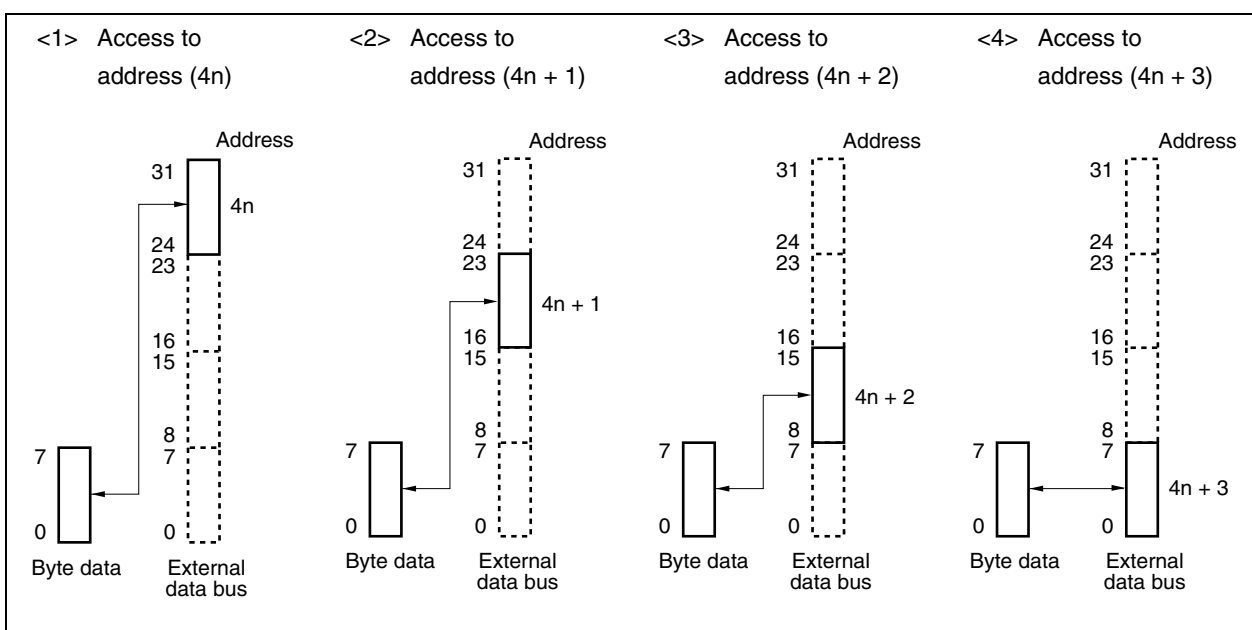 <1> Access to
address (4n)
Address
31
4n
24
23
16
15
8
7
7
0
0
Byte data
External
data bus
<2> Access to
address (4n + 1)
Address
31
24
23
4n + 1
16
15
8
7
7
0
0
Byte data
External
data bus
<3> Access to
address (4n + 2)
Address
31
24
23
16
15
4n + 2
8
7
7
0
0
Byte data
External
data bus
<4> Access to
address (4n + 3)
Address
31
24
23
16
15
8
7
7
4n + 3
0
0
Byte data
External
data bus